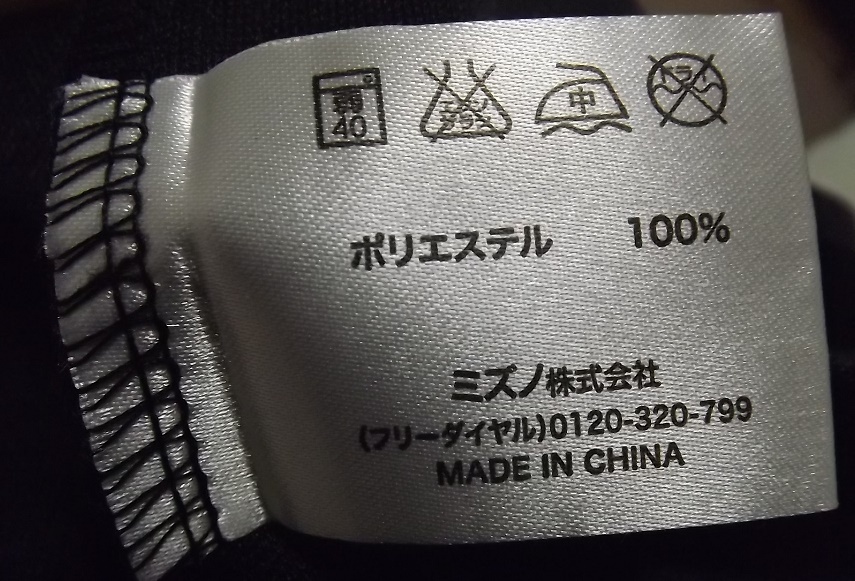 弱 40 エンソサラシ 中 ドライ
ポリエステル 100%
ミズノ株式会社
(フリーダイヤル)0120-320-799
MADE IN CHINA